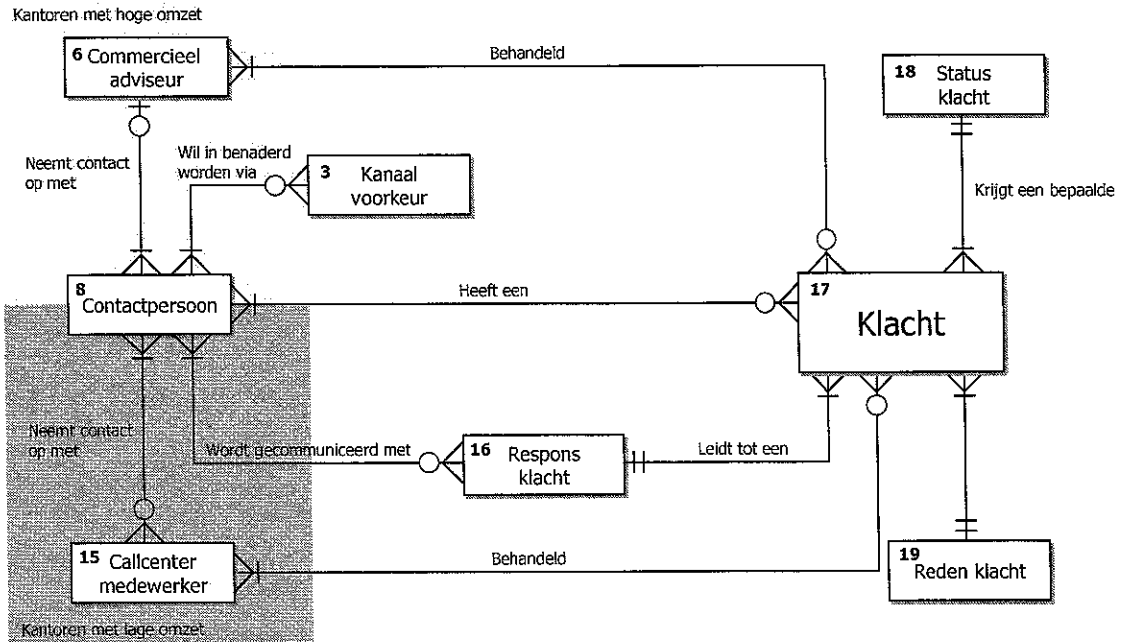 Kantoren met hoge omzet
6 Commercieel
adviseur
Behandeld
18 Status
klacht
Neemt contact
op met
Wil in benaderd
worden via
3 Kanaal
voorkeur
Krijgt een bepaalde
8
Contactpersoon
Heeft een
17
Klacht
Neemt contact
op met
Wordt gecommuniceerd met
16 Respons
klacht
Leidt tot een
15 Callcenter
medewerker
Behandeld
19
Reden klacht
Kantoren met lage omzet